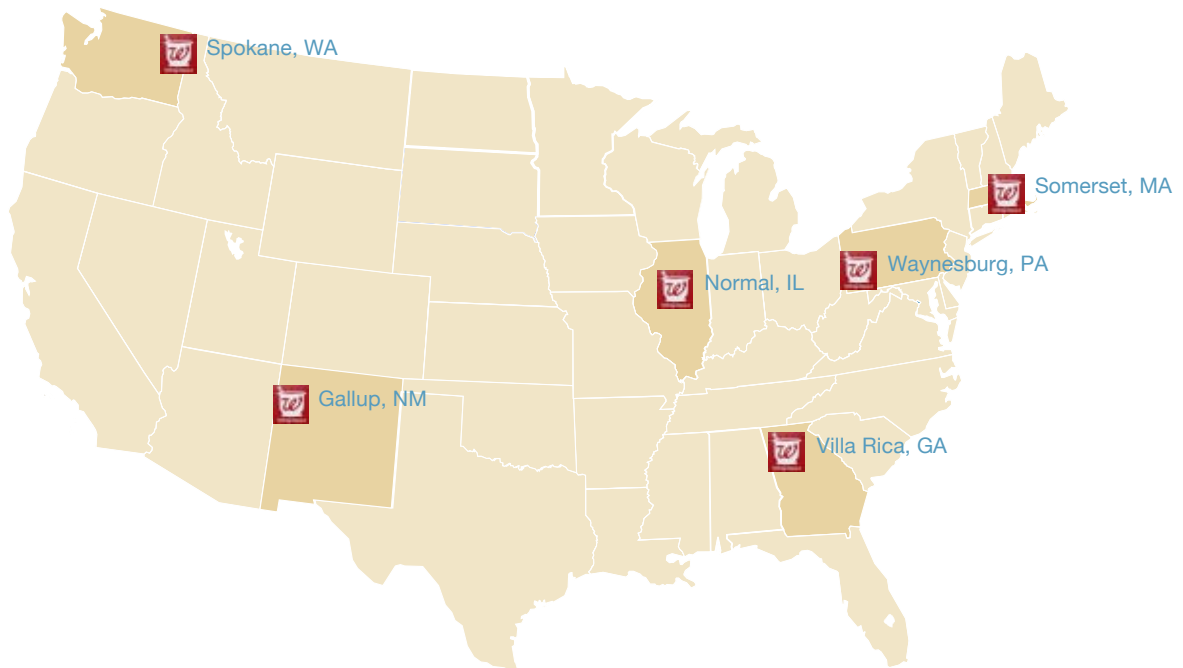 Spokane, WA
Somerset, MA
Waynesburg, PA
Normal, IL
Gallup, NM
Villa Rica, GA